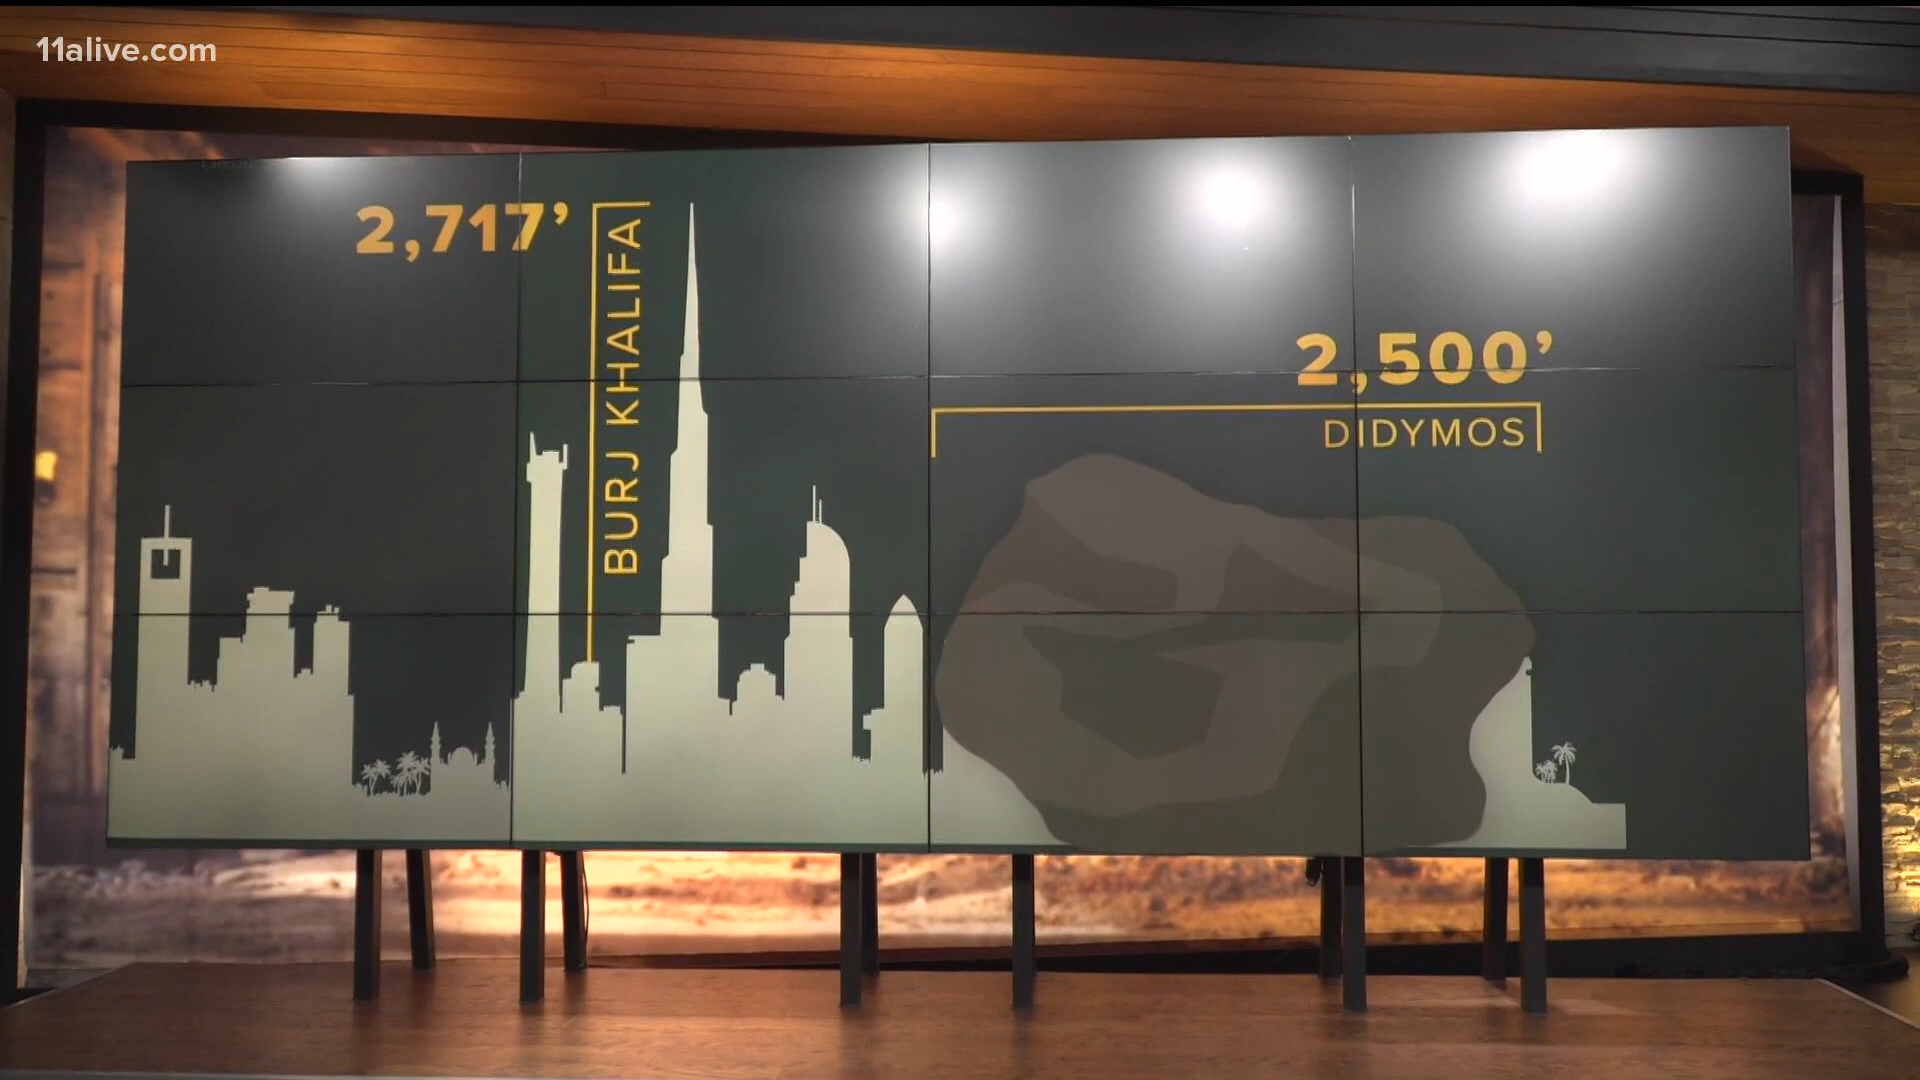 11alive.com
2,717’
BURJ KHALIFA
2,500’
DIDYMOS